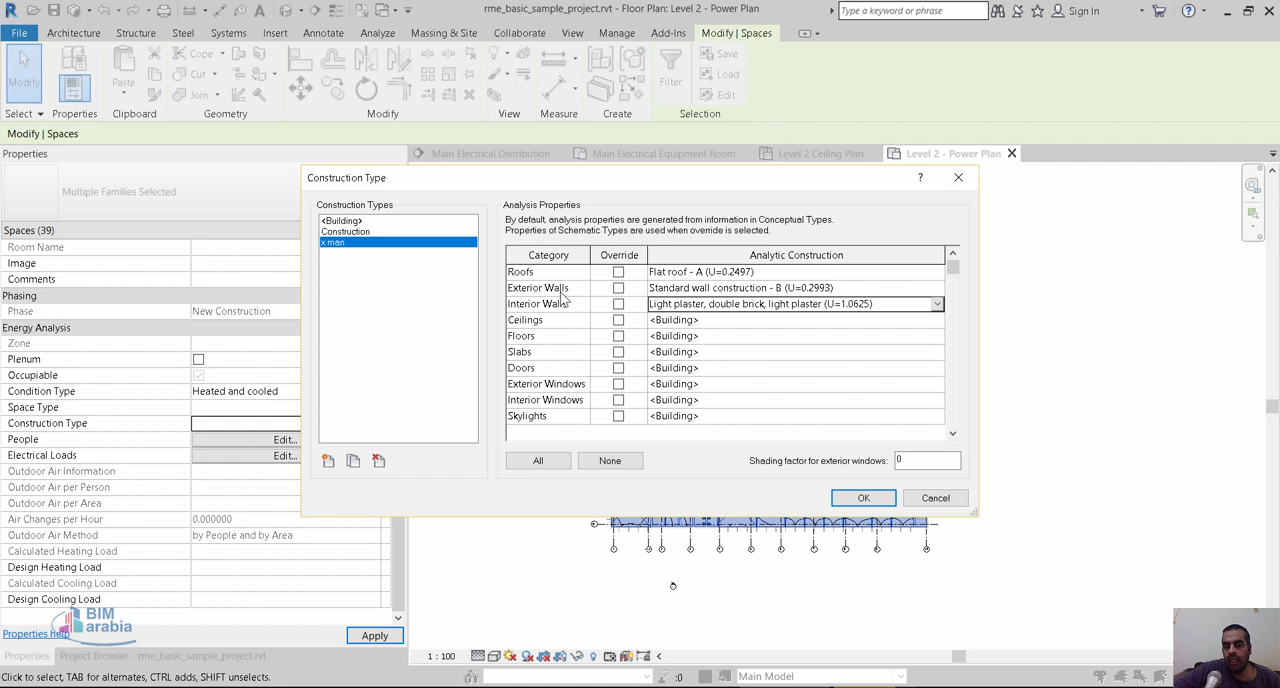 rme_basic_sample_project.rvt - Floor Plan: Level 2 - Power Plan
Type a keyword or phrase
Sign In
File Architecture Structure Steel Systems Insert Annotate Analyze Massing & Site Collaborate View Manage Add-Ins Modify | Spaces
Modify
Paste
Cope
Cut
Join
Filter
Save
Load
Edit
Select Properties Clipboard Geometry Modify View Measure Create Selection
Modify | Spaces
Properties
Main Electrical Distribution Main Electrical Equipment Room Level 2 Ceiling Plan Level 2 - Power Plan
Multiple Families Selected
Spaces (39)
Room Name
Image
Comments
Phasing
Phase New Construction
Energy Analysis
Zone
Plenum
Occupiable
Condition Type Heated and cooled
Space Type
Construction Type
People Edit...
Electrical Loads Edit...
Outdoor Air Information
Outdoor Air per Person
Outdoor Air per Area
Air Changes per Hour 0.000000
Outdoor Air Method by People and by Area
Calculated Heating Load
Design Heating Load
Calculated Cooling Load
Design Cooling Load
Properties help
Apply
BIM
arabia
Properties Project Browser - rme_basic_sample_project.rvt
Construction Type
?
Construction Types
<Building>
Construction
x man
Analysis Properties
By default, analysis properties are generated from information in Conceptual Types.
Properties of Schematic Types are used when override is selected.
Category Override Analytic Construction
Roofs Flat roof - A (U=0.2497)
Exterior Walls Standard wall construction - B (U=0.2993)
Interior Walls Light plaster, double brick, light plaster (U=1.0625)
Ceilings <Building>
Floors <Building>
Slabs <Building>
Doors <Building>
Exterior Windows <Building>
Interior Windows <Building>
Skylights <Building>
All None Shading factor for exterior windows: 0
OK Cancel
1 : 100
Click to select, TAB for alternates, CTRL adds, SHIFT unselects.
:0
Main Model